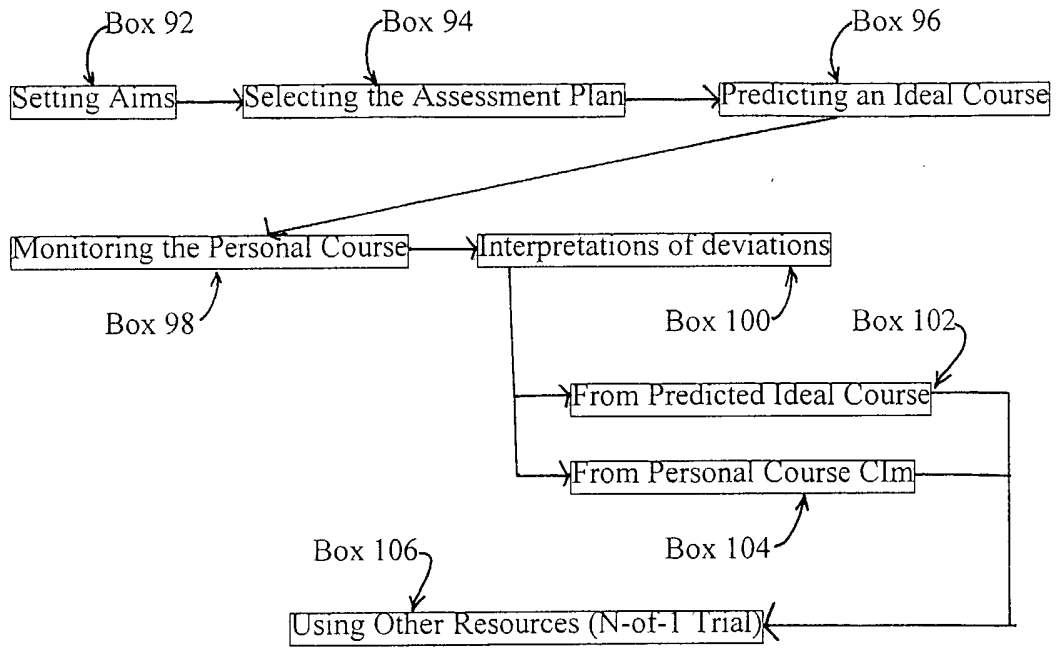 Box 92
Box 94
Box 96
Setting Aims
Selecting the Assessment Plan
Predicting an Ideal Course
Monitoring the Personal Course
Interpretations of deviations
Box 98
Box 100
Box 102
From Predicted Ideal Course
From Personal Course CIm
Box 104
Box 106
Using Other Resources (N-of-1 Trial)